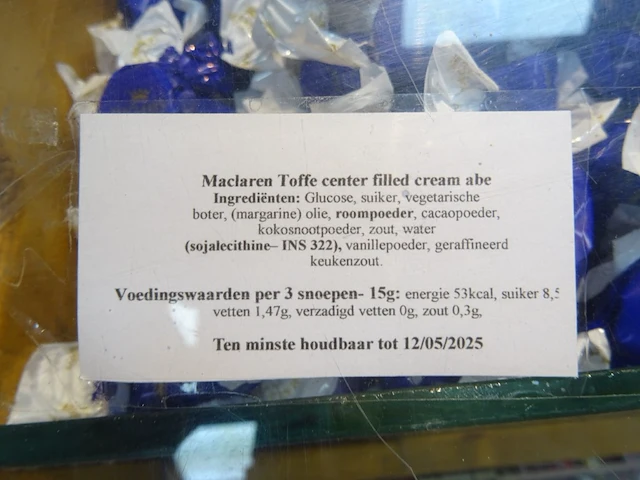 Maclaren Toffe center filled cream abe
Ingrediënten: Glucose, suiker, vegetarische
boter, (margarine) olie, roompoeder, cacaopoeder,
kokosnootpoeder, zout, water
(sojalecithine– INS 322), vanillepoeder, geraffineerd
keukenzout.
Voedingswaarden per 3 snoepen- 15g: energie 53kcal, suiker 8,5
vetten 1,47g, verzadigd vetten 0g, zout 0,3g,
Ten minste houdbaar tot 12/05/2025